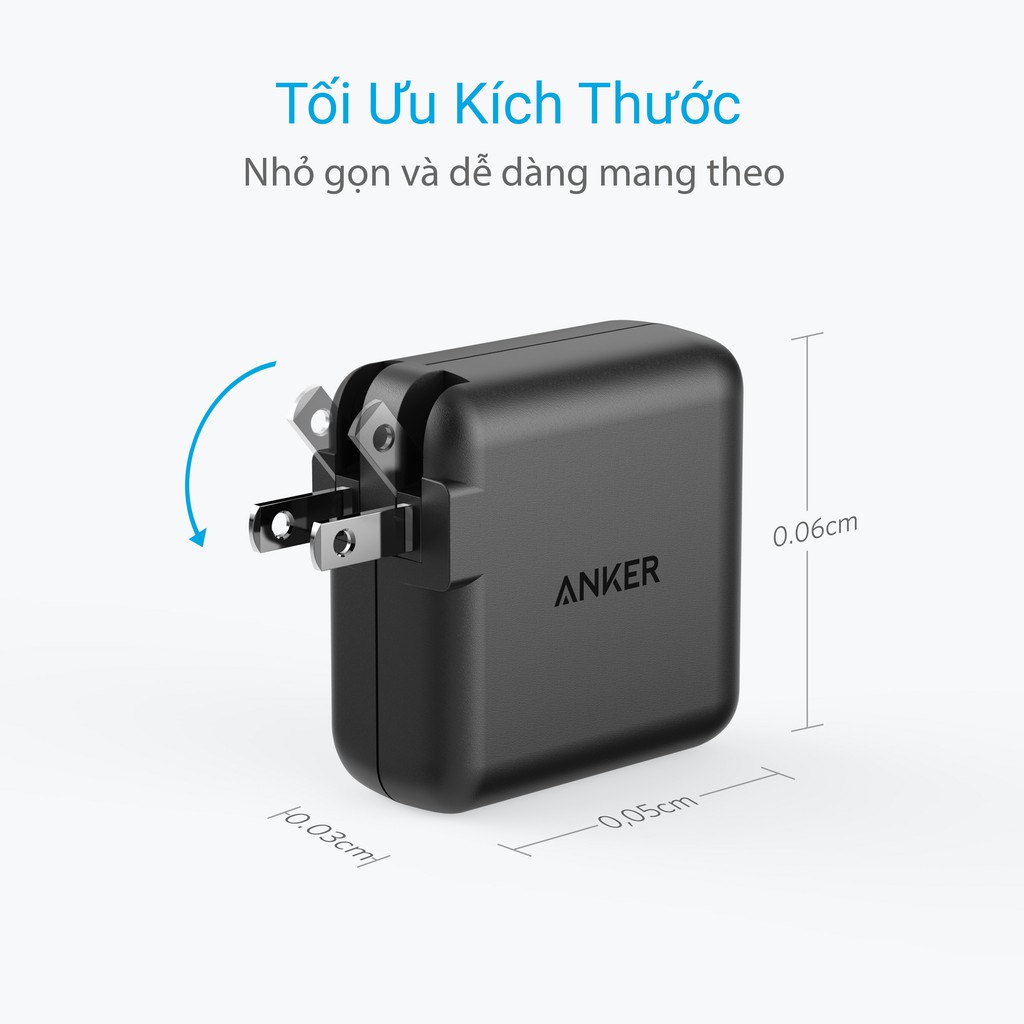 Tối Ưu Kích Thước
Nhỏ gọn và dễ dàng mang theo
0.06cm
ANKER
0,05cm
0.03cm